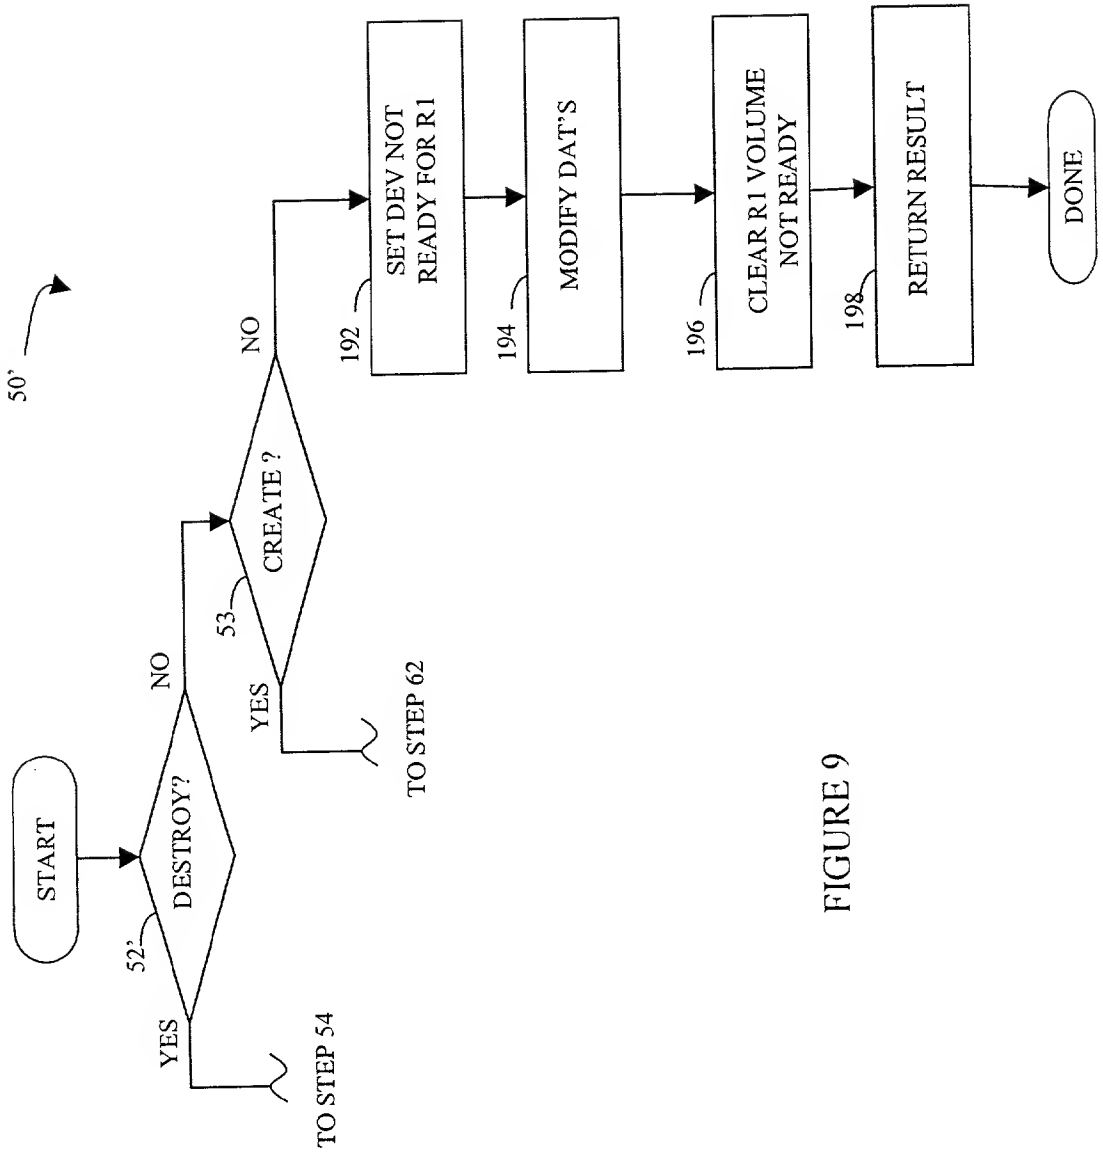 50'
START
52'
DESTROY?
YES
NO
TO STEP 54
53
CREATE ?
YES
NO
TO STEP 62
192
SET DEV NOT
READY FOR R1
194
MODIFY DAT'S
196
CLEAR R1 VOLUME
NOT READY
198
RETURN RESULT
DONE
FIGURE 9